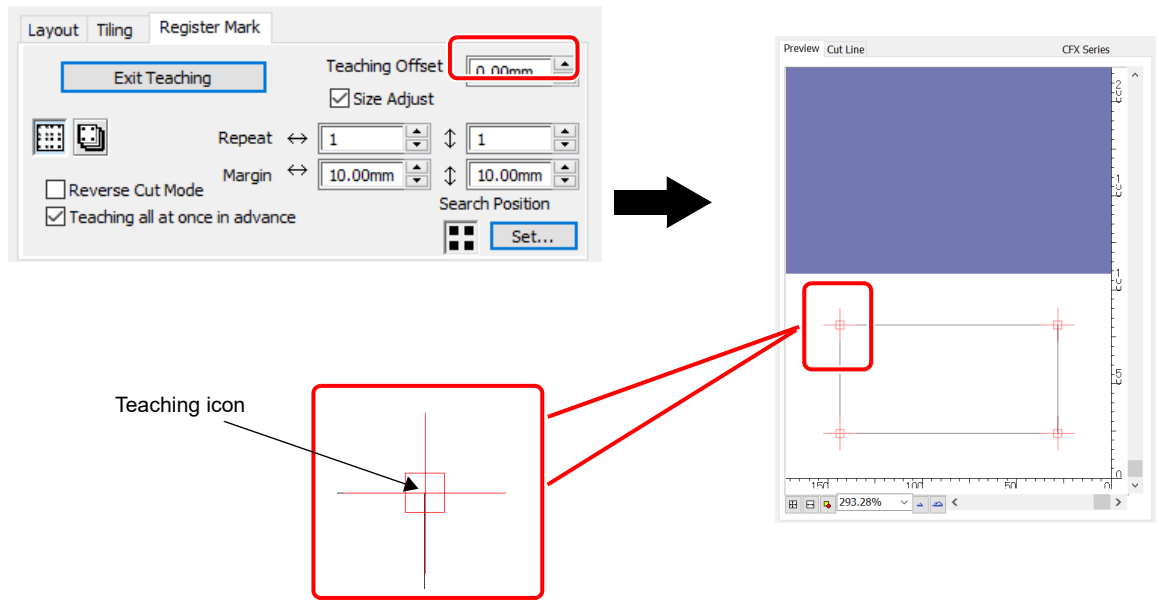 Layout Tiling Register Mark
Exit Teaching
Teaching Offset 0.00mm
Size Adjust
Repeat 1 1
Margin 10.00mm 10.00mm
Reverse Cut Mode
Teaching all at once in advance
Search Position
Set...
Teaching icon
Preview Cut Line CFX Series
150 100 50 0
293.28%